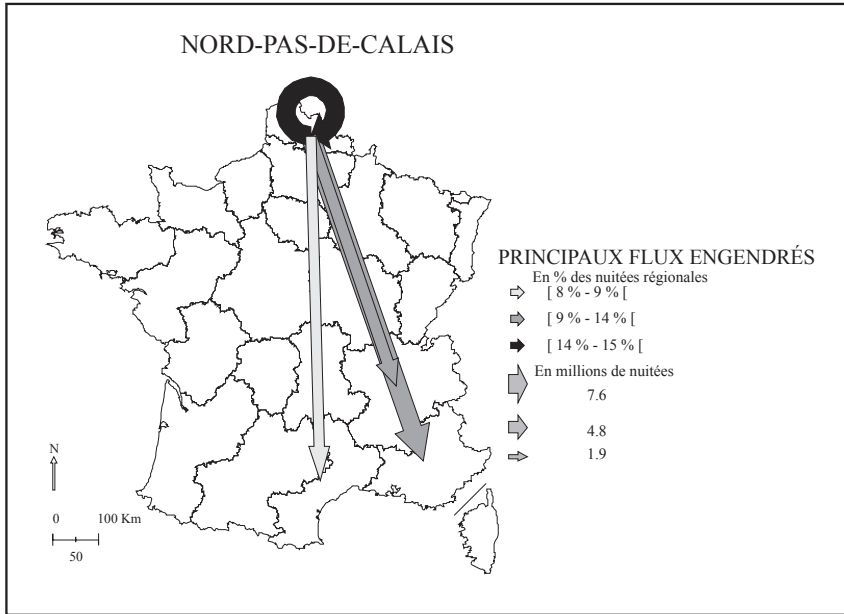 NORD-PAS-DE-CALAIS
PRINCIPAUX FLUX ENGENDRÉS
En % des nuitées régionales
[ 8 % - 9 % [
[ 9 % - 14 % [
[ 14 % - 15 % [
En millions de nuitées
7.6
4.8
1.9
N
0 100 Km
50